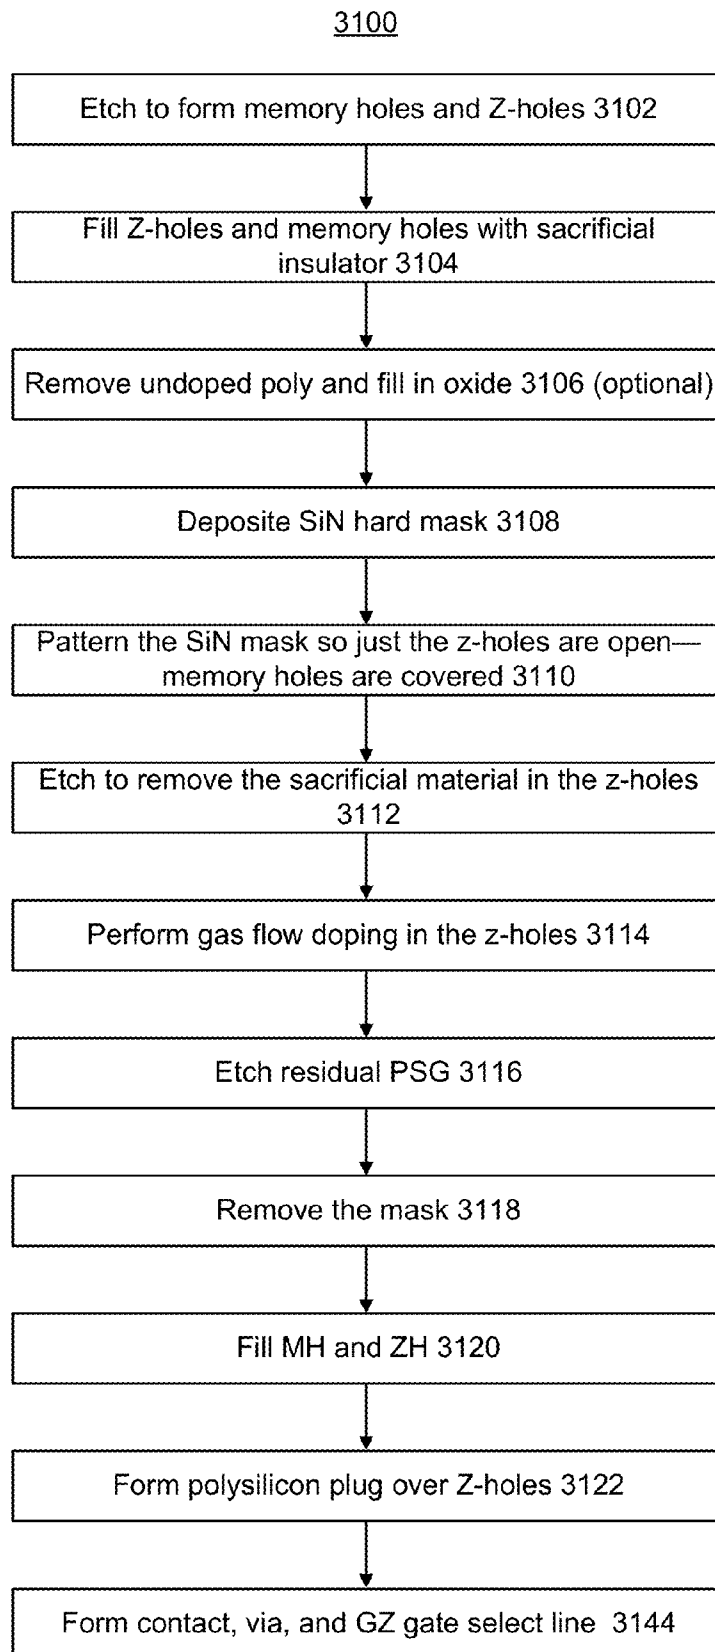 3100
Etch to form memory holes and Z-holes 3102
Fill Z-holes and memory holes with sacrificial
insulator 3104
Remove undoped poly and fill in oxide 3106 (optional)
Deposite SiN hard mask 3108
Pattern the SiN mask so just the z-holes are open—
memory holes are covered 3110
Etch to remove the sacrificial material in the z-holes
3112
Perform gas flow doping in the z-holes 3114
Etch residual PSG 3116
Remove the mask 3118
Fill MH and ZH 3120
Form polysilicon plug over Z-holes 3122
Form contact, via, and GZ gate select line 3144